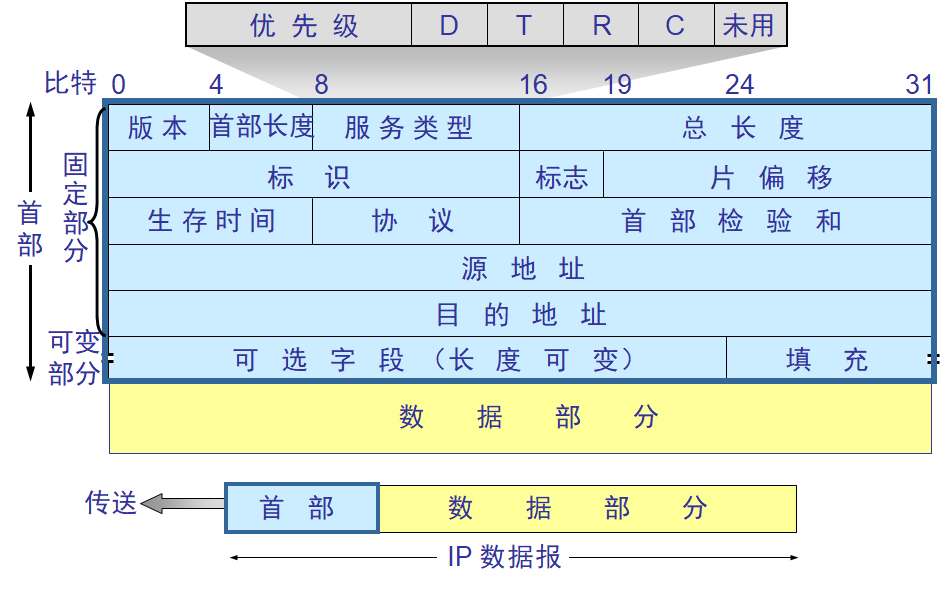 优 先 级 D T R C 未用
比特 0 4 8 16 19 24 31
版 本 首部长度 服 务 类 型 总 长 度
标 识 标志 片 偏 移
生 存 时 间 协 议 首 部 检 验 和
源 地 址
目 的 地 址
可 选 字 段 （长 度 可 变） 填 充
首部
固定部分
可变
部分
数 据 部 分
传送 首 部 数 据 部 分
IP 数据报